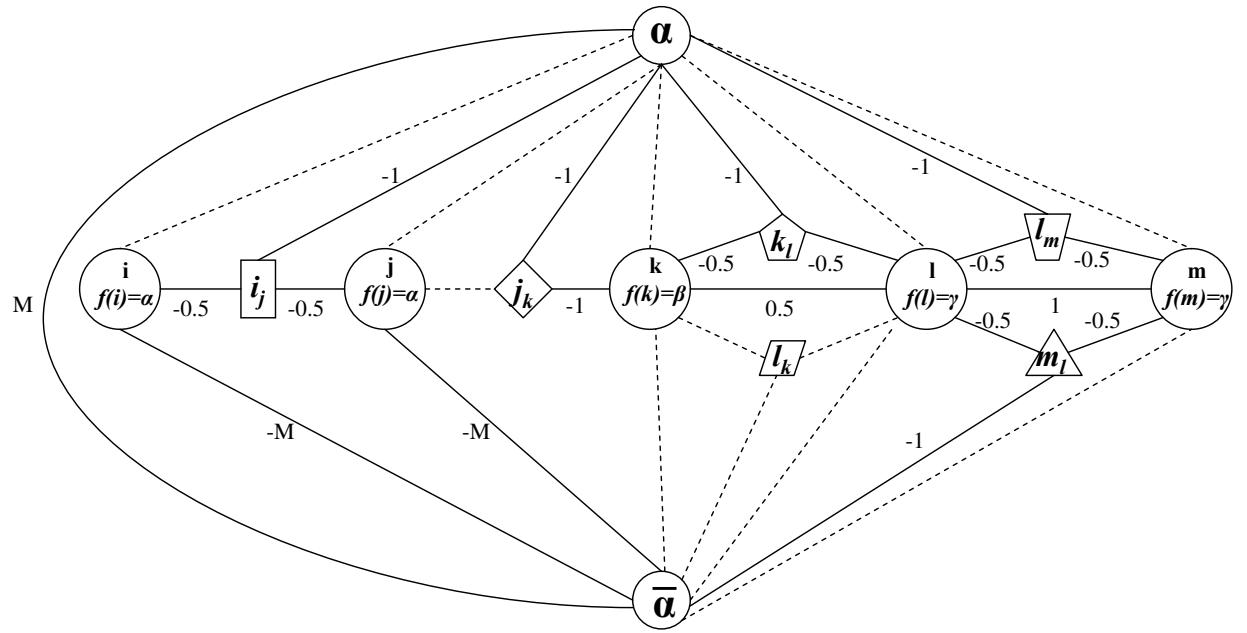 α
-1
-1
-1
-1
i
f(i)=α
-0.5
i_j
-0.5
j
f(j)=α
j_k
-1
k
f(k)=β
-0.5
k_l
-0.5
0.5
l
f(l)=γ
-0.5
l_m
-0.5
1
m
f(m)=γ
M
l_k
-0.5
m_l
-0.5
-M
-M
-1
α̅